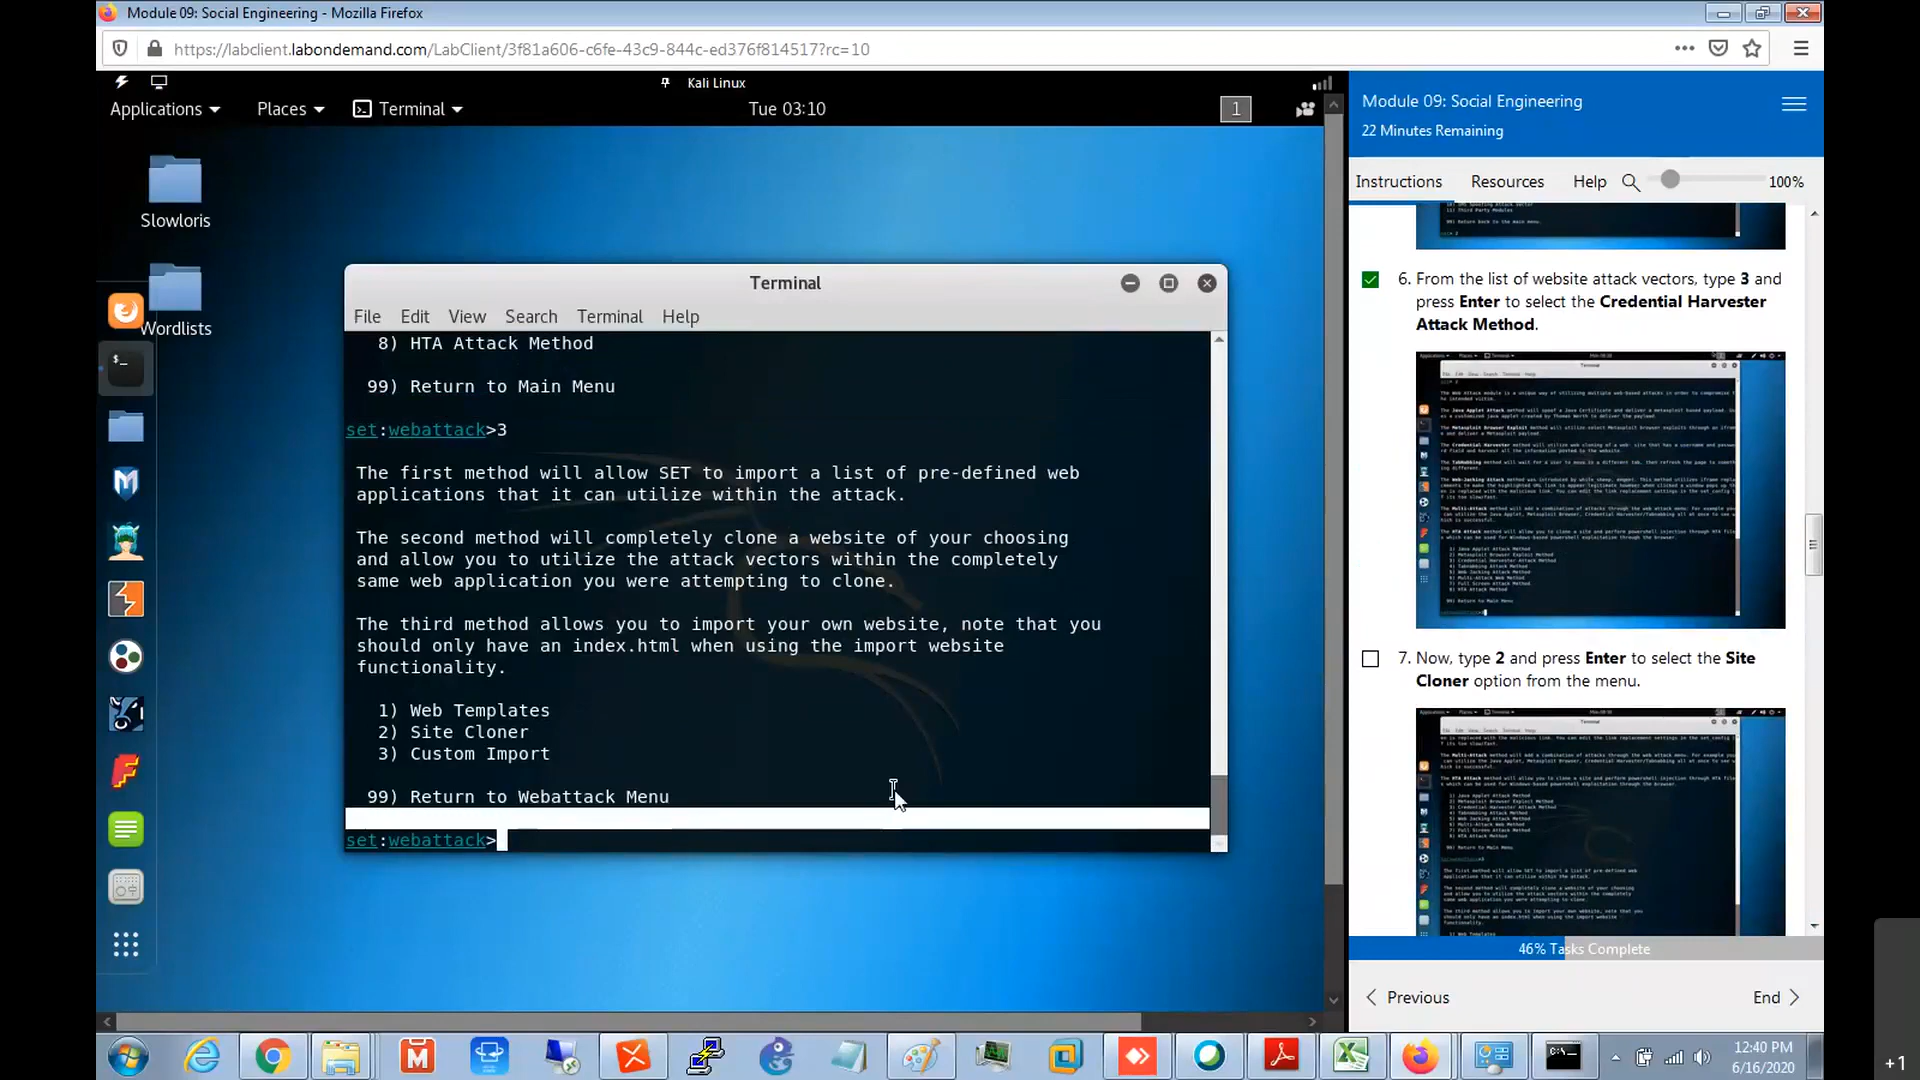 Module 09: Social Engineering - Mozilla Firefox
https://labclient.labondemand.com/LabClient/3f81a606-c6fe-43c9-844c-ed376f814517?rc=10
Kali Linux
Applications Places Terminal Tue 03:10 1
Slowloris
Wordlists
Terminal
File Edit View Search Terminal Help
8) HTA Attack Method
99) Return to Main Menu
set:webattack>3
The first method will allow SET to import a list of pre-defined web
applications that it can utilize within the attack.
The second method will completely clone a website of your choosing
and allow you to utilize the attack vectors within the completely
same web application you were attempting to clone.
The third method allows you to import your own website, note that you
should only have an index.html when using the import website
functionality.
1) Web Templates
2) Site Cloner
3) Custom Import
99) Return to Webattack Menu
set:webattack>
Module 09: Social Engineering
22 Minutes Remaining
Instructions Resources Help 100%
6. From the list of website attack vectors, type 3 and
press Enter to select the Credential Harvester
Attack Method.
7. Now, type 2 and press Enter to select the Site
Cloner option from the menu.
46% Tasks Complete
Previous End
12:40 PM
6/16/2020
+1